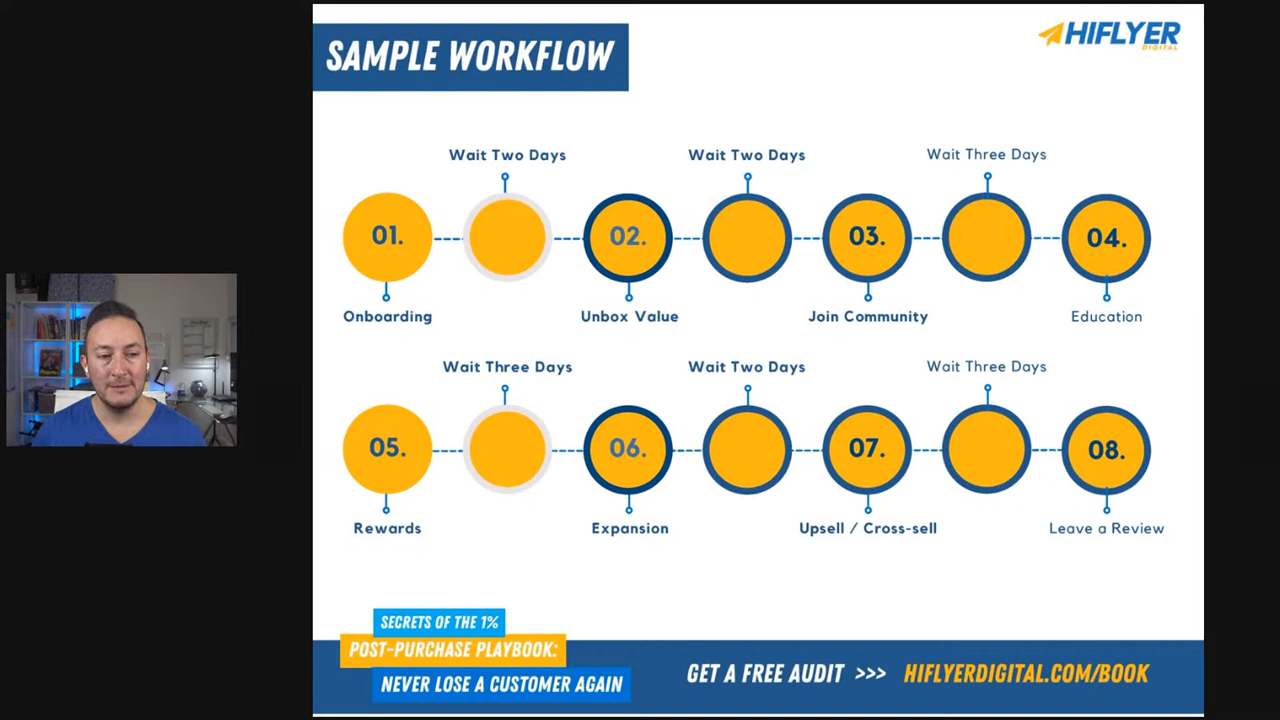 SAMPLE WORKFLOW
HIFLYER
DIGITAL
Wait Two Days
Wait Two Days
Wait Three Days
01.
02.
03.
04.
Onboarding
Unbox Value
Join Community
Education
Wait Three Days
Wait Two Days
Wait Three Days
05.
06.
07.
08.
Rewards
Expansion
Upsell / Cross-sell
Leave a Review
SECRETS OF THE 1%
POST-PURCHASE PLAYBOOK:
NEVER LOSE A CUSTOMER AGAIN
GET A FREE AUDIT >>> HIFLYERDIGITAL.COM/BOOK